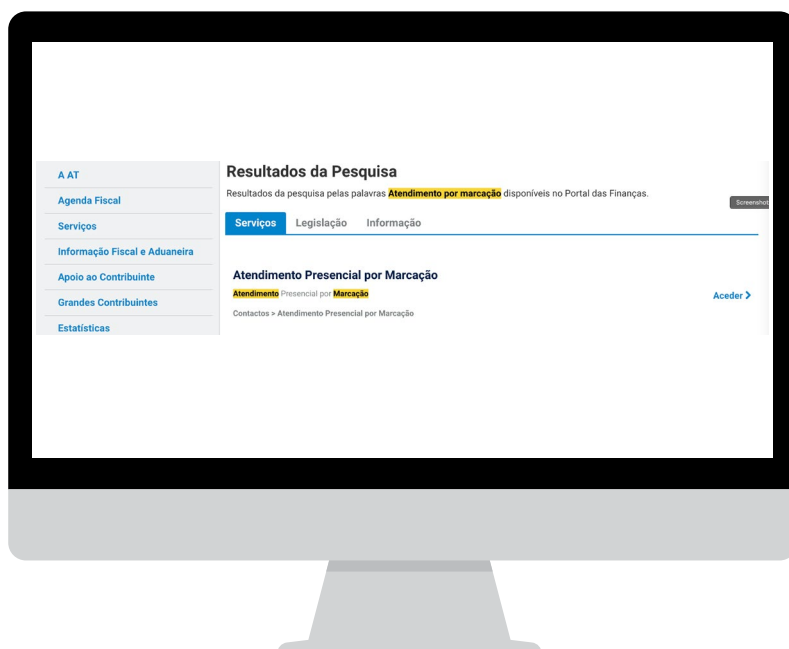 A AT
Agenda Fiscal
Serviços
Informação Fiscal e Aduaneira
Apoio ao Contribuinte
Grandes Contribuintes
Estatísticas
Resultados da Pesquisa
Resultados da pesquisa pelas palavras Atendimento por marcação disponíveis no Portal das Finanças.
Screenshot
Serviços Legislação Informação
Atendimento Presencial por Marcação
Atendimento Presencial por Marcação
Aceder
Contactos > Atendimento Presencial por Marcação